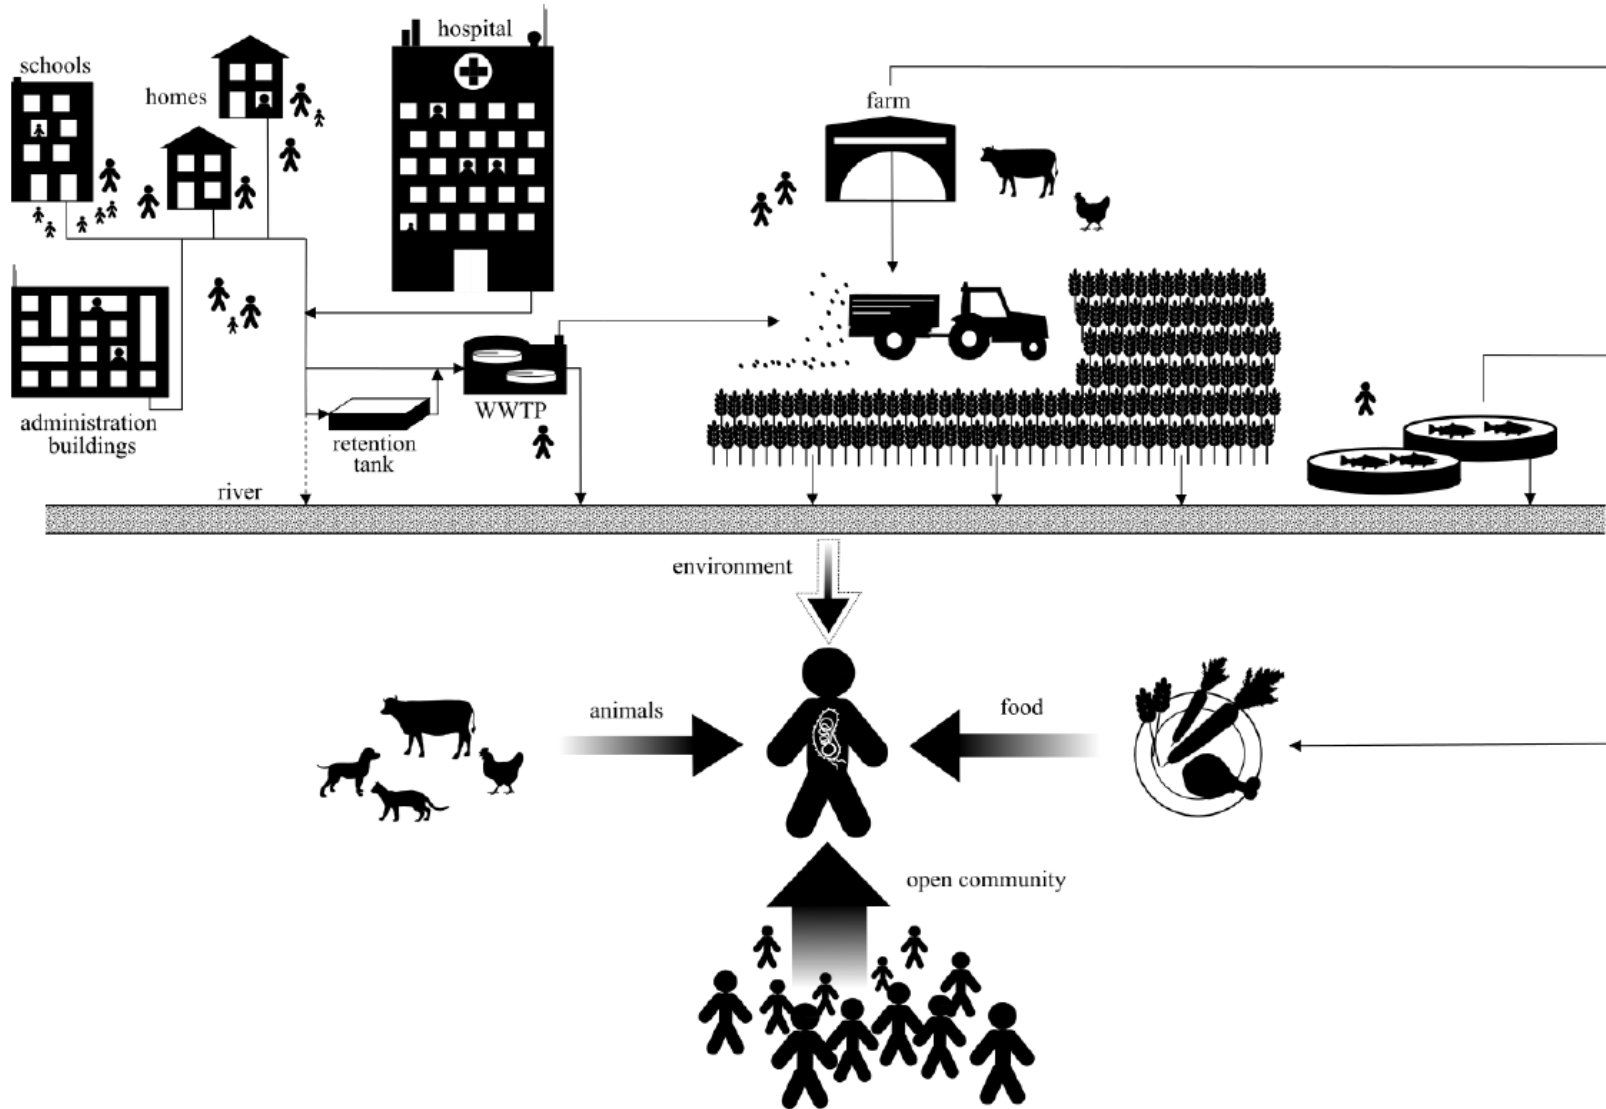 hospital
schools
homes
farm
administration
buildings
WWTP
retention
tank
river
environment
animals
food
open community